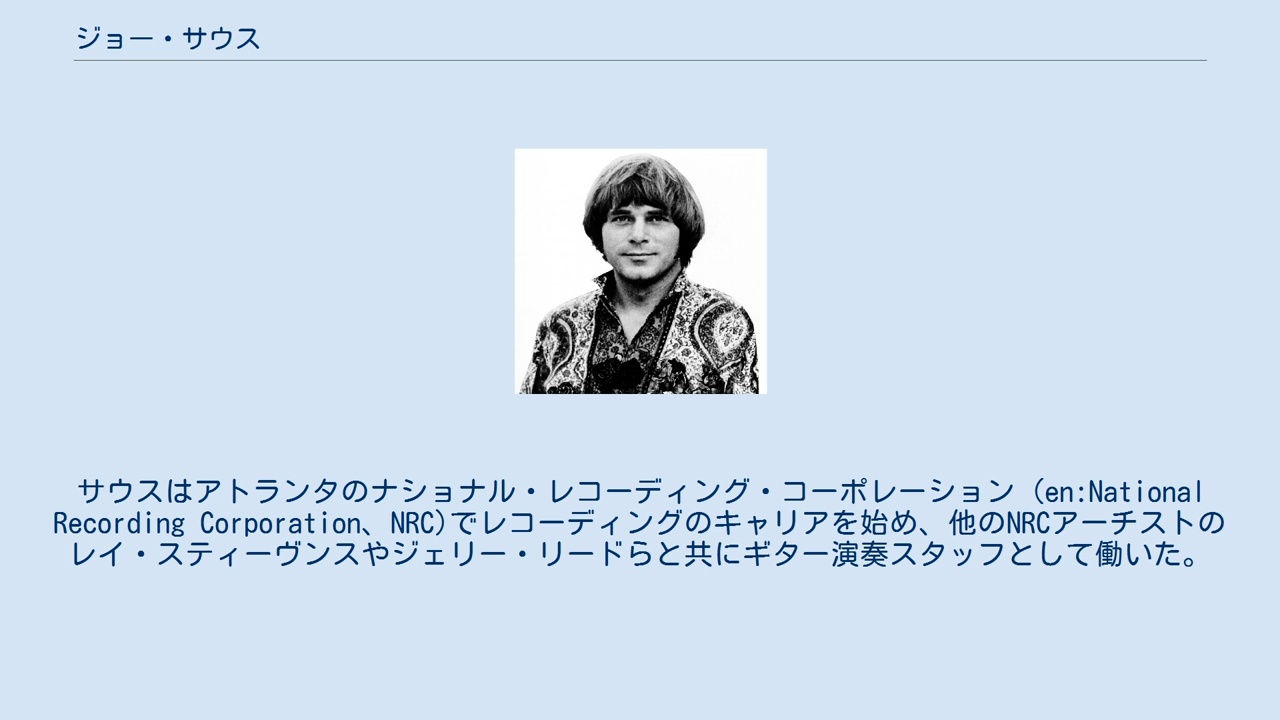 ジョー・サウス
サウスはアトランタのナショナル・レコーディング・コーポレーション (en:National
Recording Corporation、NRC)でレコーディングのキャリアを始め、他のNRCアーチストの
レイ・スティーヴンスやジェリー・リードらと共にギター演奏スタッフとして働いた。